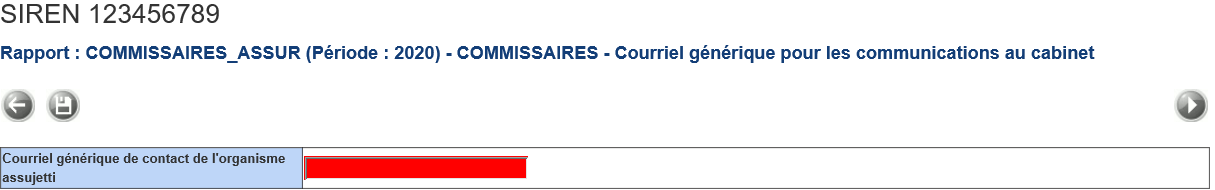 SIREN 123456789
Rapport : COMMISSAIRES_ASSUR (Période : 2020) - COMMISSAIRES - Courriel générique pour les communications au cabinet
Courriel générique de contact de l'organisme
assujetti